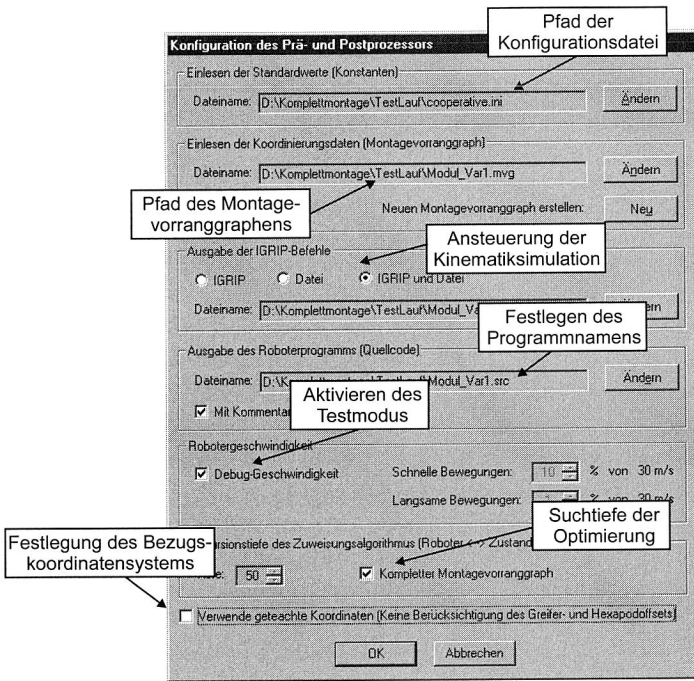 Pfad der
Konfigurationsdatei
Konfiguration des Prä- und Postprozessors
Einlesen der Standardwerte (Konstanten)
Dateiname: D:\Komplettmontage\TestLauf\cooperative.ini Ändern
Einlesen der Koordinierungsdaten (Montagevorranggraph)
Dateiname: D:\Komplettmontage\TestLauf\Modul_Var1.mvg Ändern
Pfad des Montage-
vorranggraphens
Neuen Montagevorranggraph erstellen: Neu
Ansteuerung der
Kinematiksimulation
Ausgabe der IGRIP-Befehle
IGRIP Datei IGRIP und Datei
Dateiname: D:\Komplettmontage\TestLauf\Modul_Va
Festlegen des
Programmnamens
Ausgabe des Roboterprogramms (Quellcode)
Dateiname: Modul_Var1.src Ändern
Aktivieren des
Testmodus
Mit Kommentar
Robotergeschwindigkeit
Debug-Geschwindigkeit Schnelle Bewegungen: 10 % von 30 m/s
Langsame Bewegungen: % von 30 m/s
Suchtiefe der
Optimierung
Festlegung des Bezugs-
koordinatensystems
rsionstiefe des Zuweisungsalgorithmus (Roboter <-> Zustand
50 Kompletter Montagevorranggraph
Verwende geteachte Koordinaten (Keine Berücksichtigung des Greifer- und Hexapodoffsets)
OK Abbrechen